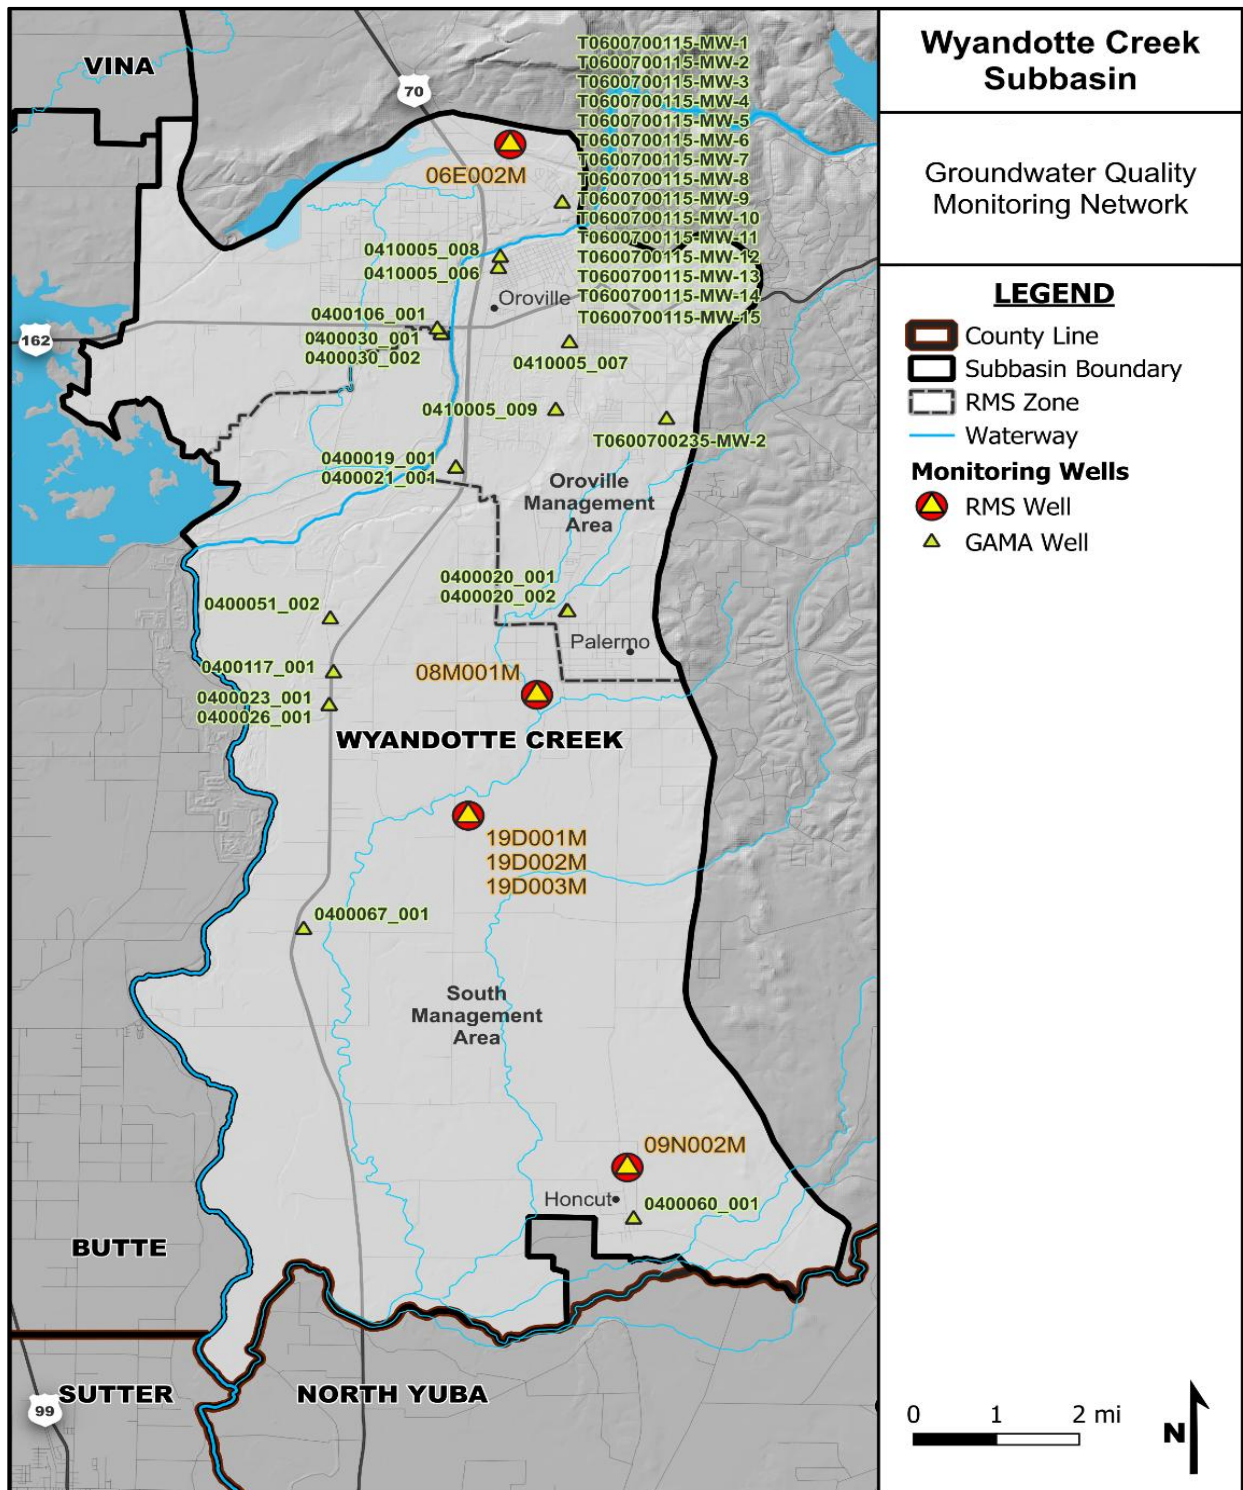 Wyandotte Creek
Subbasin
Groundwater Quality
Monitoring Network
LEGEND
County Line
Subbasin Boundary
RMS Zone
Waterway
Monitoring Wells
RMS Well
GAMA Well
0 1 2 mi
N
VINA
70
T0600700115-MW-1
T0600700115-MW-2
T0600700115-MW-3
T0600700115-MW-4
T0600700115-MW-5
T0600700115-MW-6
T0600700115-MW-7
T0600700115-MW-8
T0600700115-MW-9
T0600700115-MW-10
T0600700115-MW-11
T0600700115-MW-12
T0600700115-MW-13
T0600700115-MW-14
T0600700115-MW-15
06E002M
0410005_008
0410005_006
Oroville
0400106_001
0400030_001
0400030_002
162
0410005_007
0410005_009
T0600700235-MW-2
0400019_001
0400021_001
Oroville
Management
Area
0400020_001
0400020_002
0400051_002
Palermo
0400117_001
08M001M
0400023_001
0400026_001
WYANDOTTE CREEK
19D001M
19D002M
19D003M
0400067_001
South
Management
Area
09N002M
Honcut
0400060_001
BUTTE
SUTTER
NORTH YUBA
99